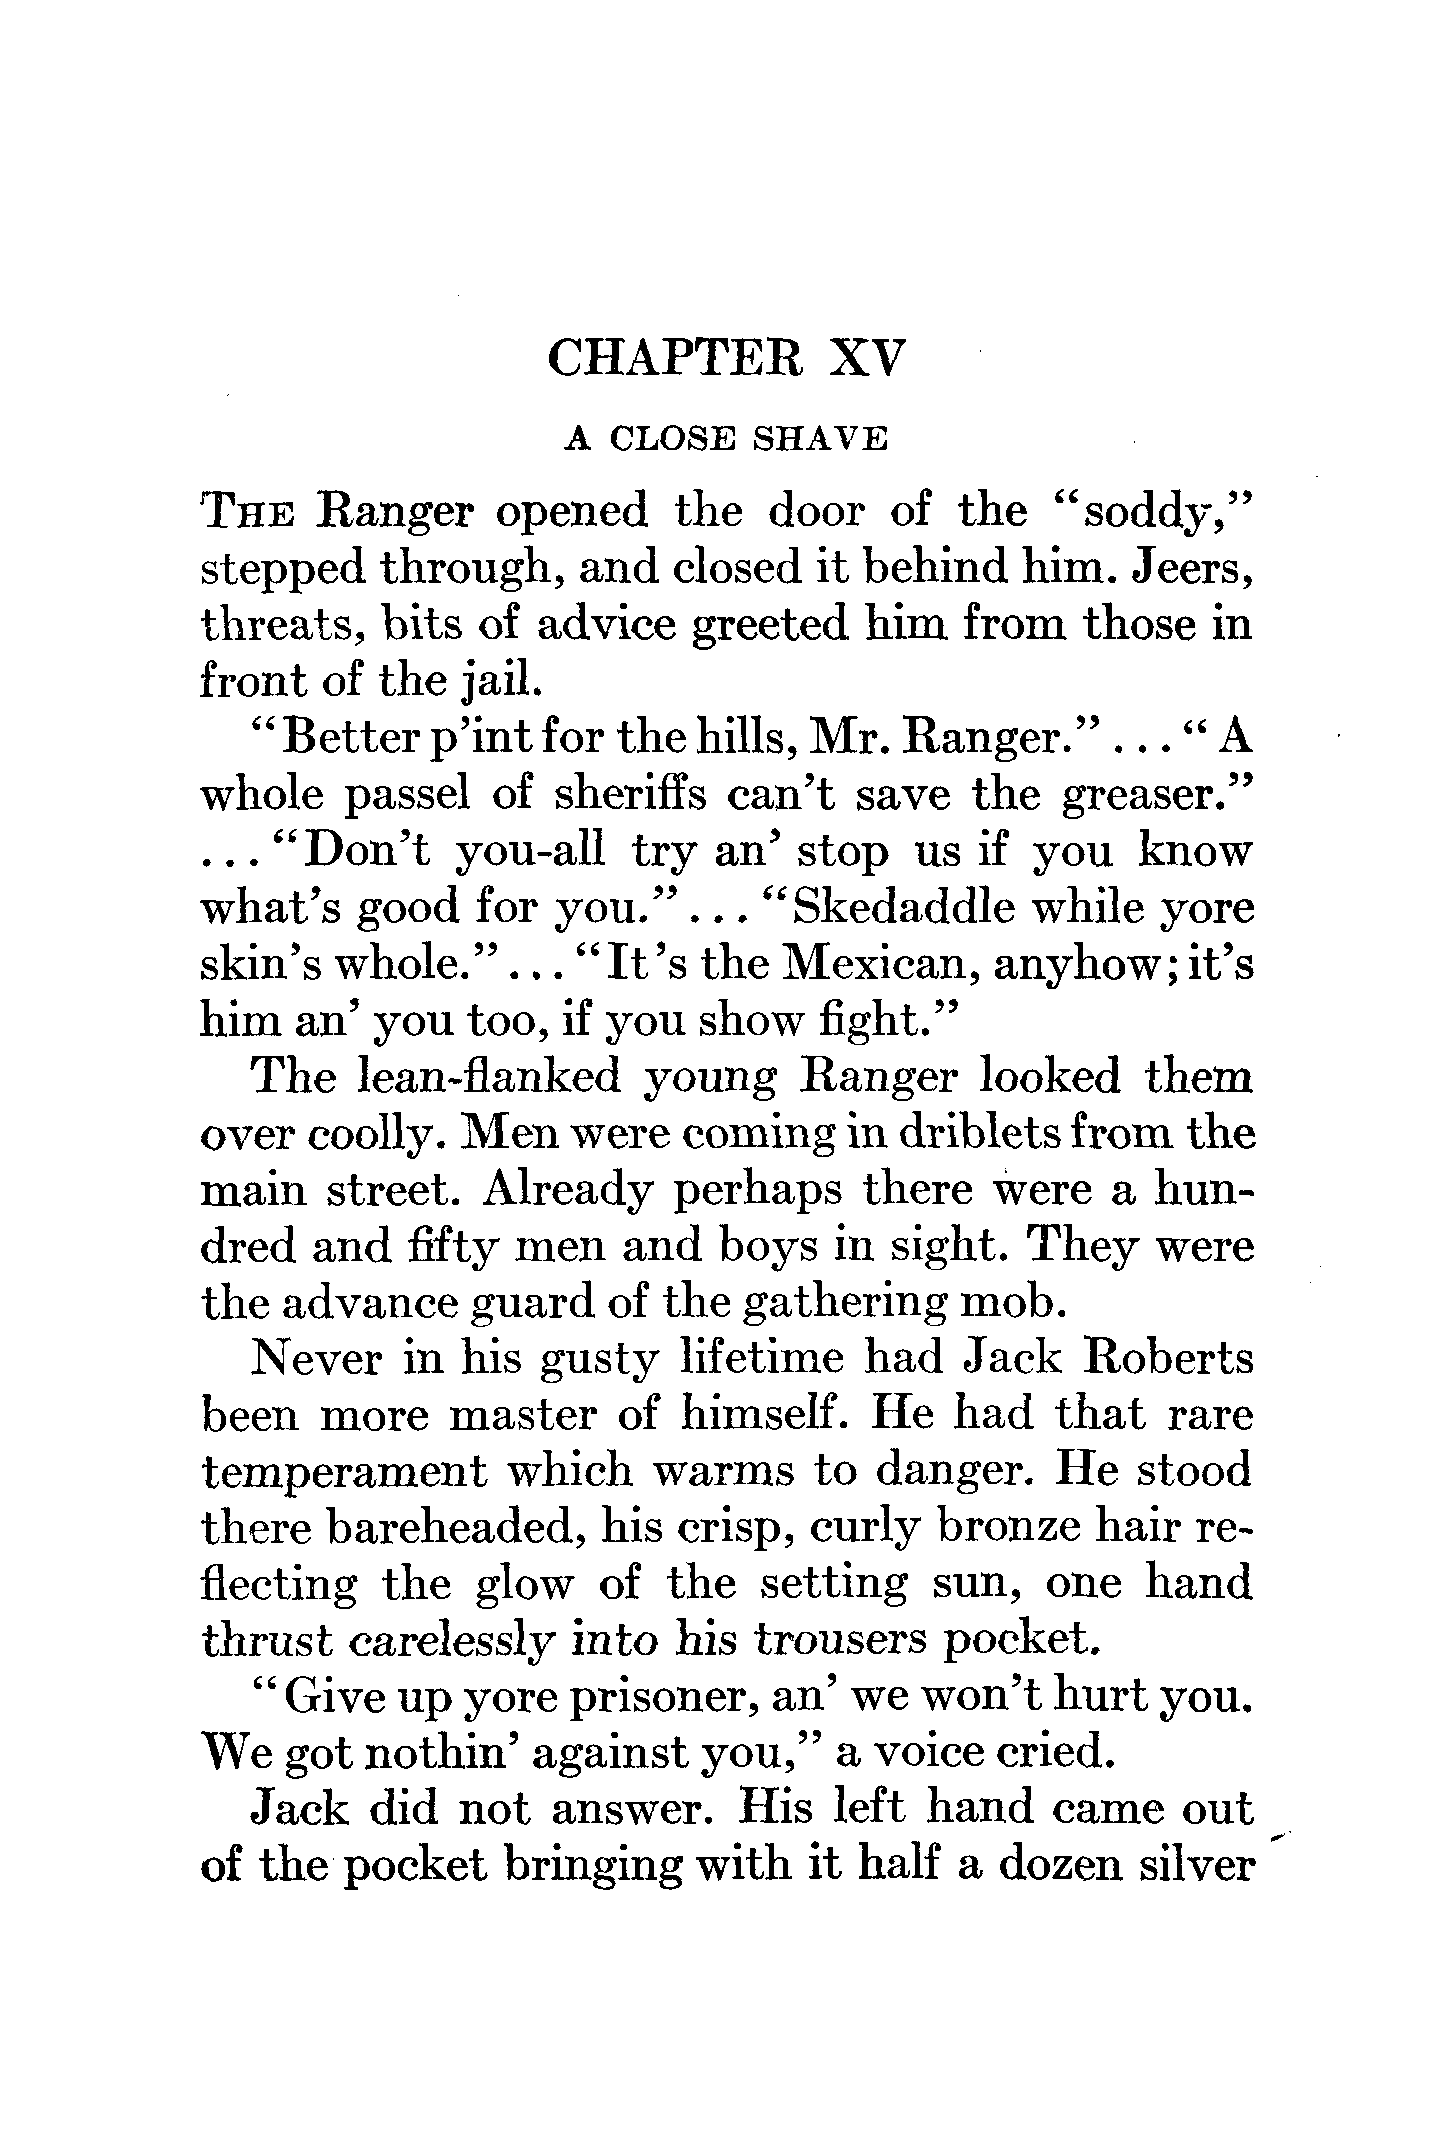 CHAPTER XV
A CLOSE SHAVE
THE Ranger opened the door of the “soddy,”
stepped through, and closed it behind him. Jeers,
threats, bits of advice greeted him from those in
front of the jail.
“Better p’int for the hills, Mr. Ranger.” . . . “A
whole passel of sheriffs can’t save the greaser.”
. . . “Don’t you-all try an’ stop us if you know
what’s good for you.” . . . “Skedaddle while yore
skin’s whole.” . . . “It’s the Mexican, anyhow; it’s
him an’ you too, if you show fight.”
The lean-flanked young Ranger looked them
over coolly. Men were coming in driblets from the
main street. Already perhaps there were a hun-
dred and fifty men and boys in sight. They were
the advance guard of the gathering mob.
Never in his gusty lifetime had Jack Roberts
been more master of himself. He had that rare
temperament which warms to danger. He stood
there bareheaded, his crisp, curly bronze hair re-
flecting the glow of the setting sun, one hand
thrust carelessly into his trousers pocket.
“Give up yore prisoner, an’ we won’t hurt you.
We got nothin’ against you,” a voice cried.
Jack did not answer. His left hand came out
of the pocket bringing with it half a dozen silver